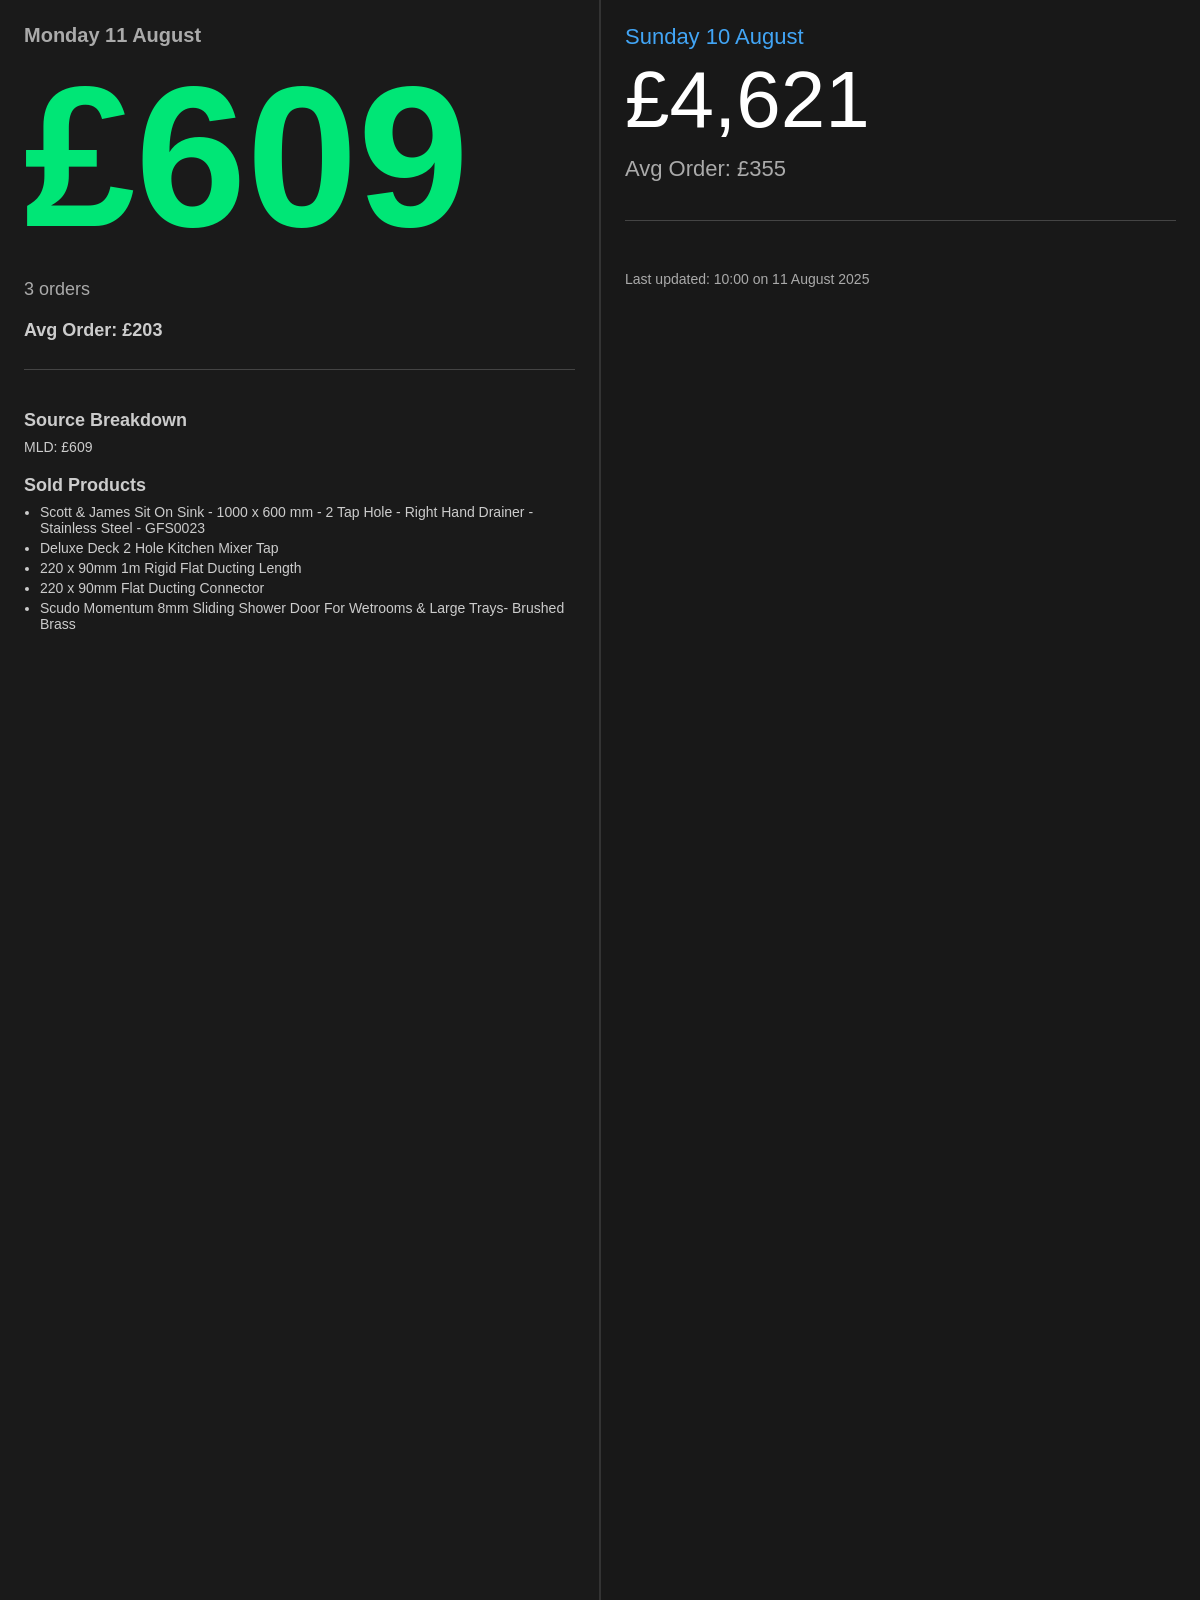 Monday 11 August
£609
3 orders
Avg Order: £203
Source Breakdown
MLD: £609
Sold Products
• Scott & James Sit On Sink - 1000 x 600 mm - 2 Tap Hole - Right Hand Drainer -
Stainless Steel - GFS0023
• Deluxe Deck 2 Hole Kitchen Mixer Tap
• 220 x 90mm 1m Rigid Flat Ducting Length
• 220 x 90mm Flat Ducting Connector
• Scudo Momentum 8mm Sliding Shower Door For Wetrooms & Large Trays- Brushed
Brass
Sunday 10 August
£4,621
Avg Order: £355
Last updated: 10:00 on 11 August 2025